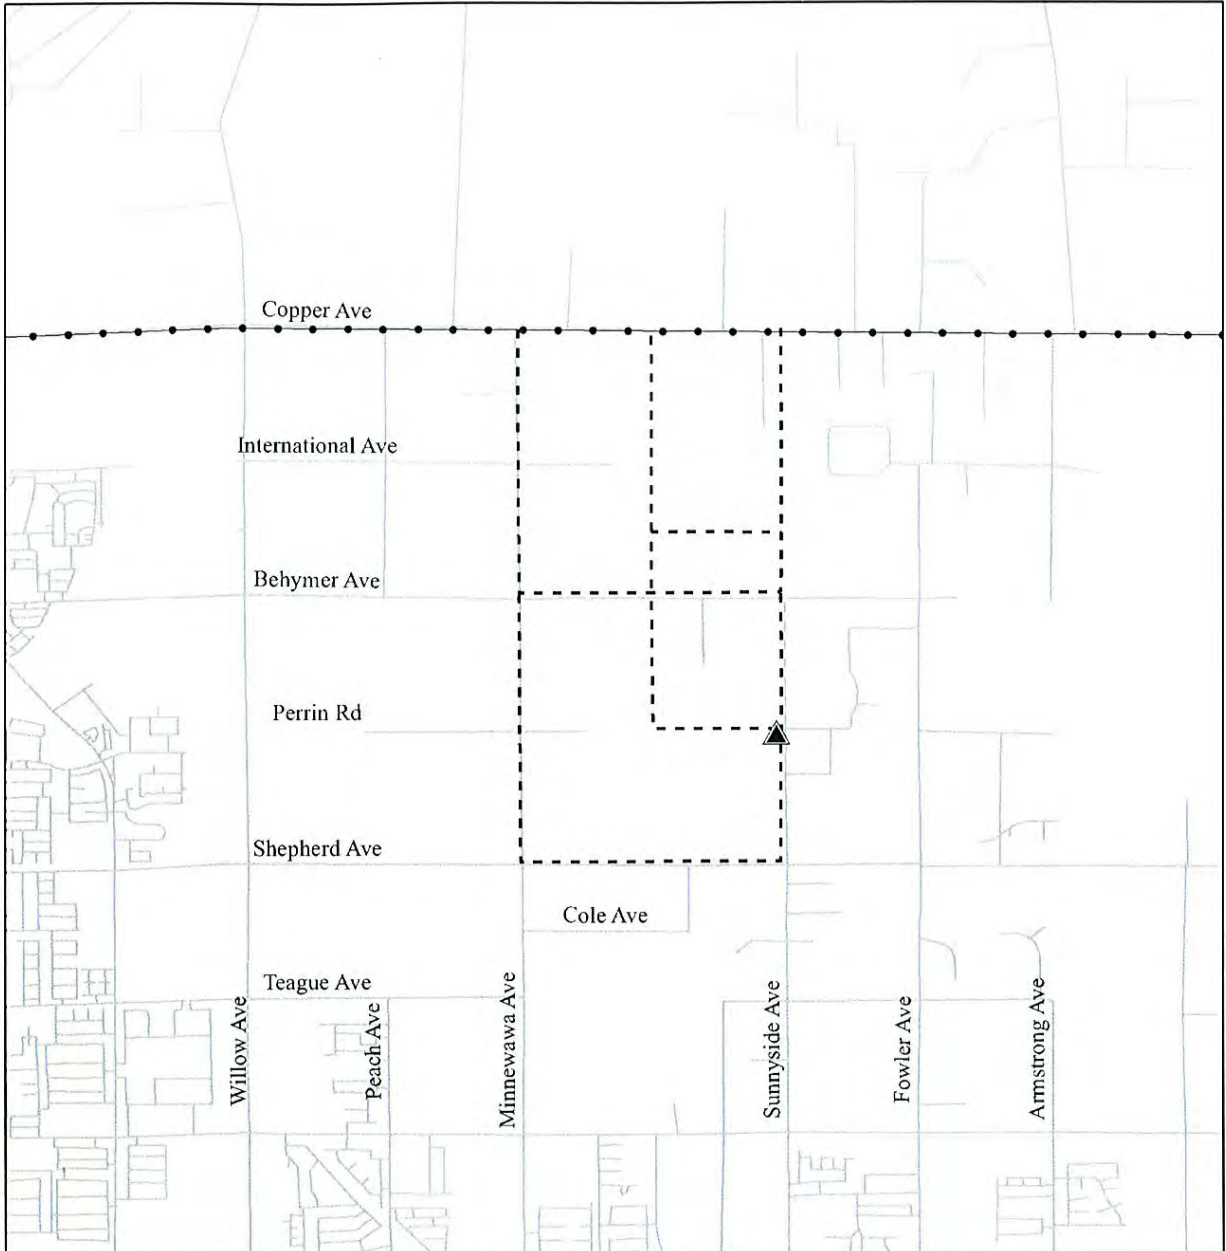 Copper Ave
International Ave
Behymer Ave
Perrin Rd
Shepherd Ave
Cole Ave
Teague Ave
Willow Ave
Peach Ave
Minnewawa Ave
Sunnyside Ave
Fowler Ave
Armstrong Ave